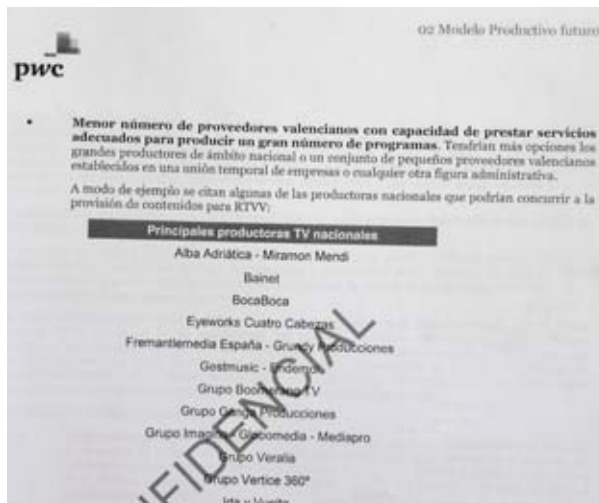 02 Modelo Productivo futuro
pwc
• Menor número de proveedores valencianos con capacidad de prestar servicios
adecuados para producir un gran número de programas. Tendrían más opciones los
grandes productores de ámbito nacional o un conjunto de pequeños proveedores valencianos
establecidos en una unión temporal de empresas o cualquier otra figura administrativa.
A modo de ejemplo se citan algunas de las productoras nacionales que podrían concurrir a la
provisión de contenidos para RTVV:
Principales productoras TV nacionales
Alba Adriática - Miramon Mendi
Bainet
BocaBoca
Eyeworks Cuatro Cabezas
Fremantlemedia España - Grundy Producciones
Gestmusic - Endemol
Grupo Boomerang TV
Grupo Ganga Producciones
Grupo Imagina - Globomedia - Mediapro
Grupo Veralia
Grupo Vertice 360º
Ida y Vuelta
NFIDENCIAL